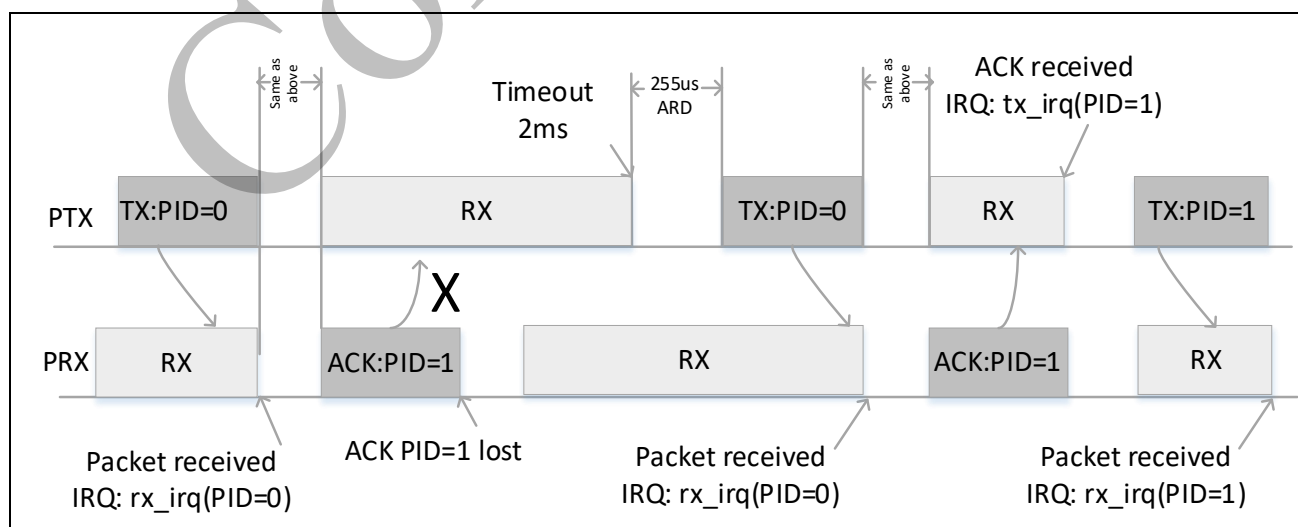 Same as
above
Timeout
2ms
255us
ARD
Same as
above
ACK received
IRQ: tx_irq(PID=1)
PTX
TX:PID=0
RX
TX:PID=0
RX
TX:PID=1
X
PRX
RX
ACK:PID=1
RX
ACK:PID=1
RX
Packet received
IRQ: rx_irq(PID=0)
ACK PID=1 lost
Packet received
IRQ: rx_irq(PID=0)
Packet received
IRQ: rx_irq(PID=1)